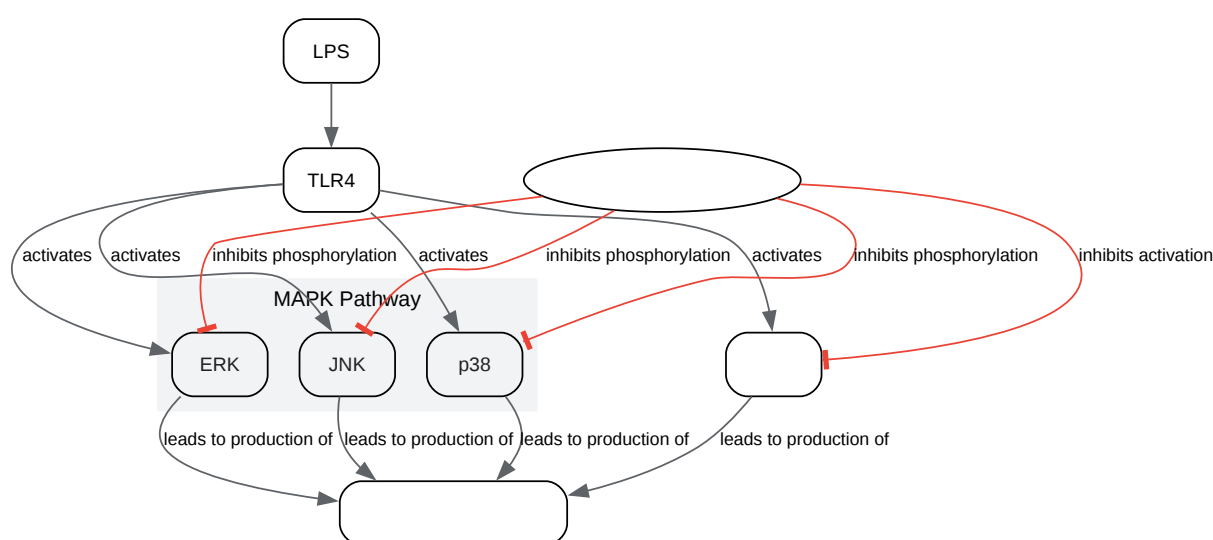 LPS
TLR4
activates
activates
inhibits phosphorylation
activates
inhibits phosphorylation
activates
inhibits phosphorylation
inhibits activation
MAPK Pathway
ERK
JNK
p38
leads to production of
leads to production of
leads to production of
leads to production of